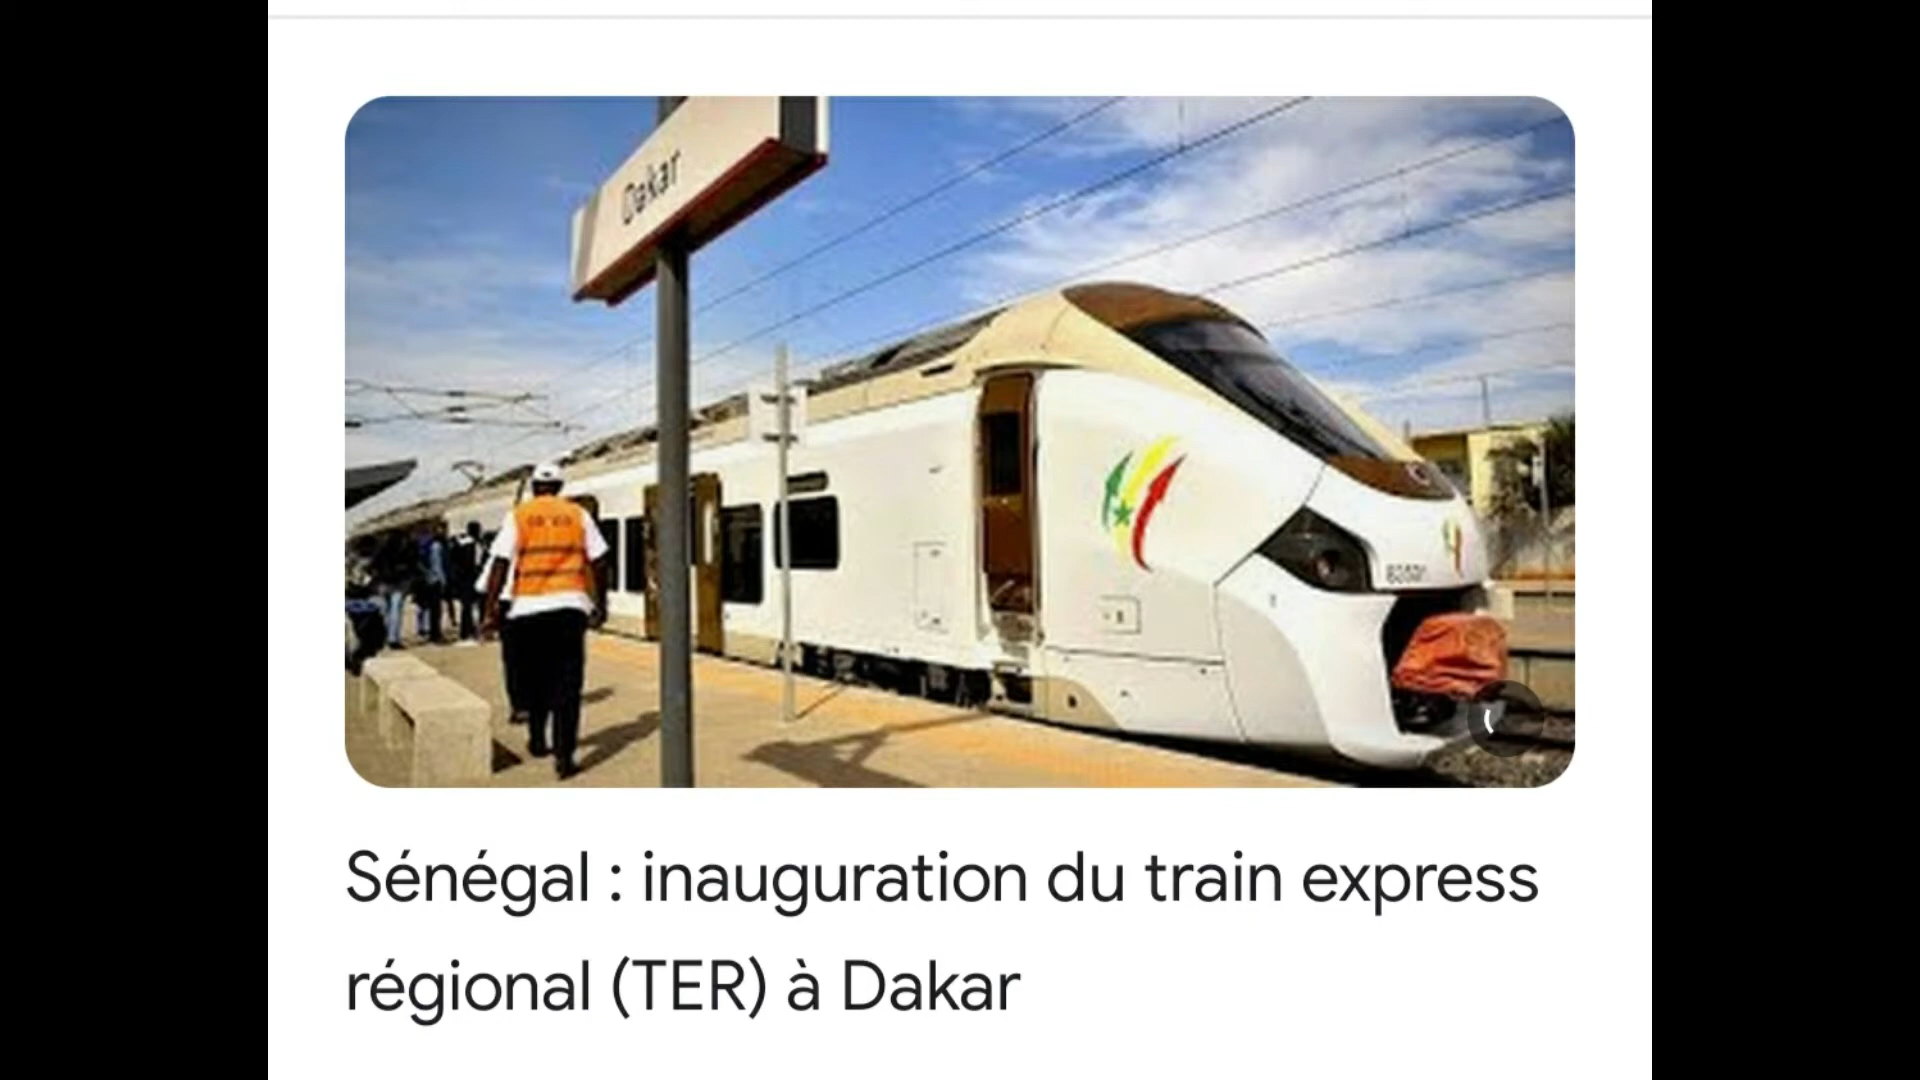 Dakar
Sénégal : inauguration du train express
régional (TER) à Dakar